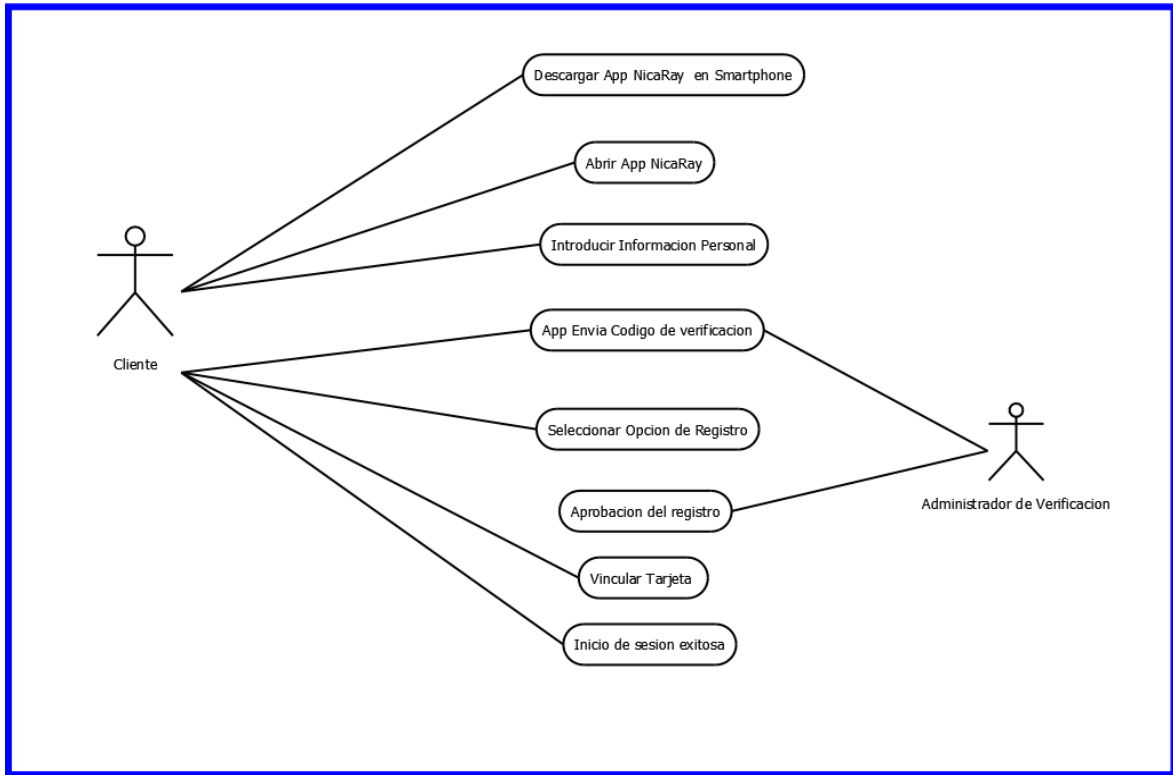 Descargar App NicaRay en Smartphone
Abrir App NicaRay
Introducir Informacion Personal
App Envia Codigo de verificacion
Cliente
Seleccionar Opcion de Registro
Administrador de Verificacion
Aprobacion del registro
Vincular Tarjeta
Inicio de sesion exitosa